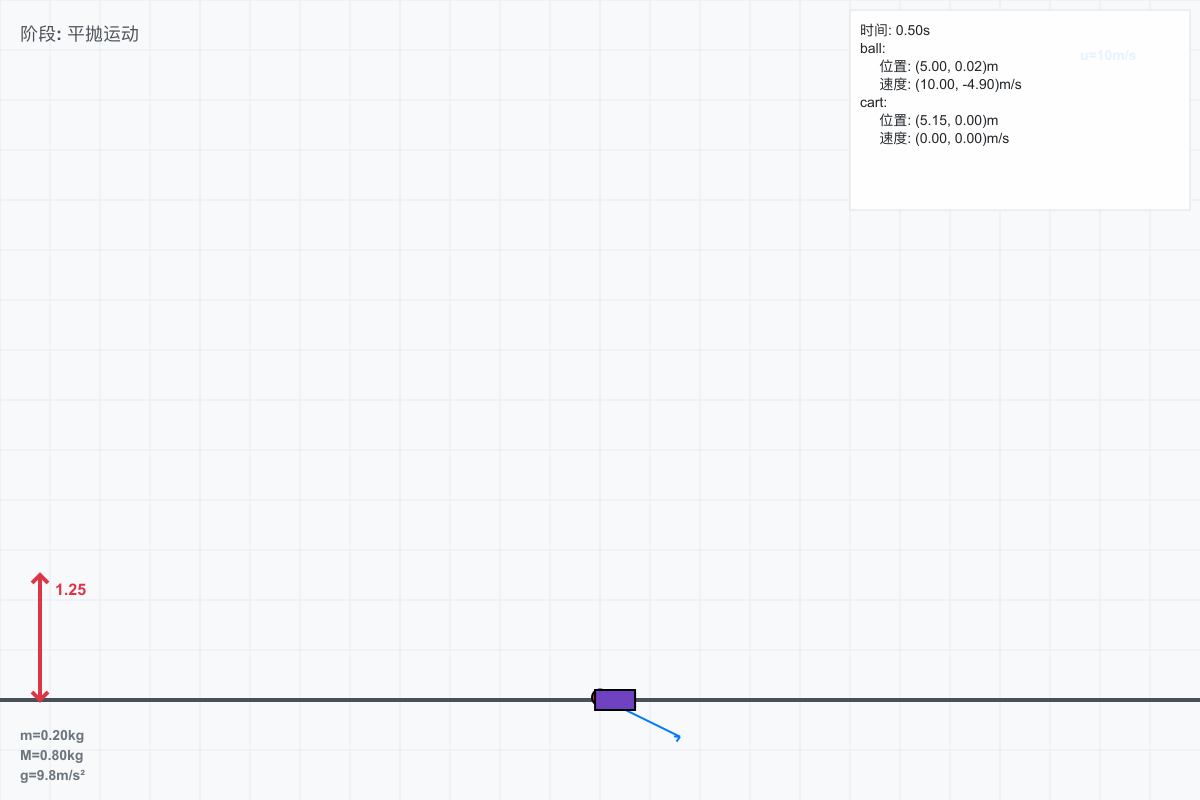 阶段: 平抛运动
时间: 0.50s
ball:
位置: (5.00, 0.02)m
u=10m/s
速度: (10.00, -4.90)m/s
cart:
位置: (5.15, 0.00)m
速度: (0.00, 0.00)m/s
1.25
m=0.20kg
M=0.80kg
g=9.8m/s²